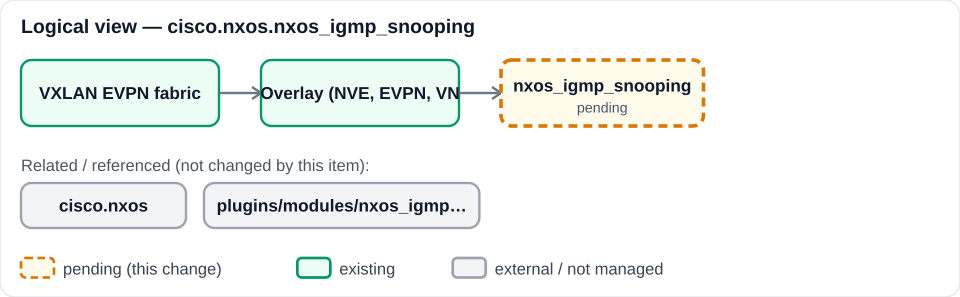 Logical view — cisco.nxos.nxos_igmp_snooping
VXLAN EVPN fabric
Overlay (NVE, EVPN, VN
nxos_igmp_snooping
pending
Related / referenced (not changed by this item):
cisco.nxos
plugins/modules/nxos_igmp…
pending (this change)
existing
external / not managed